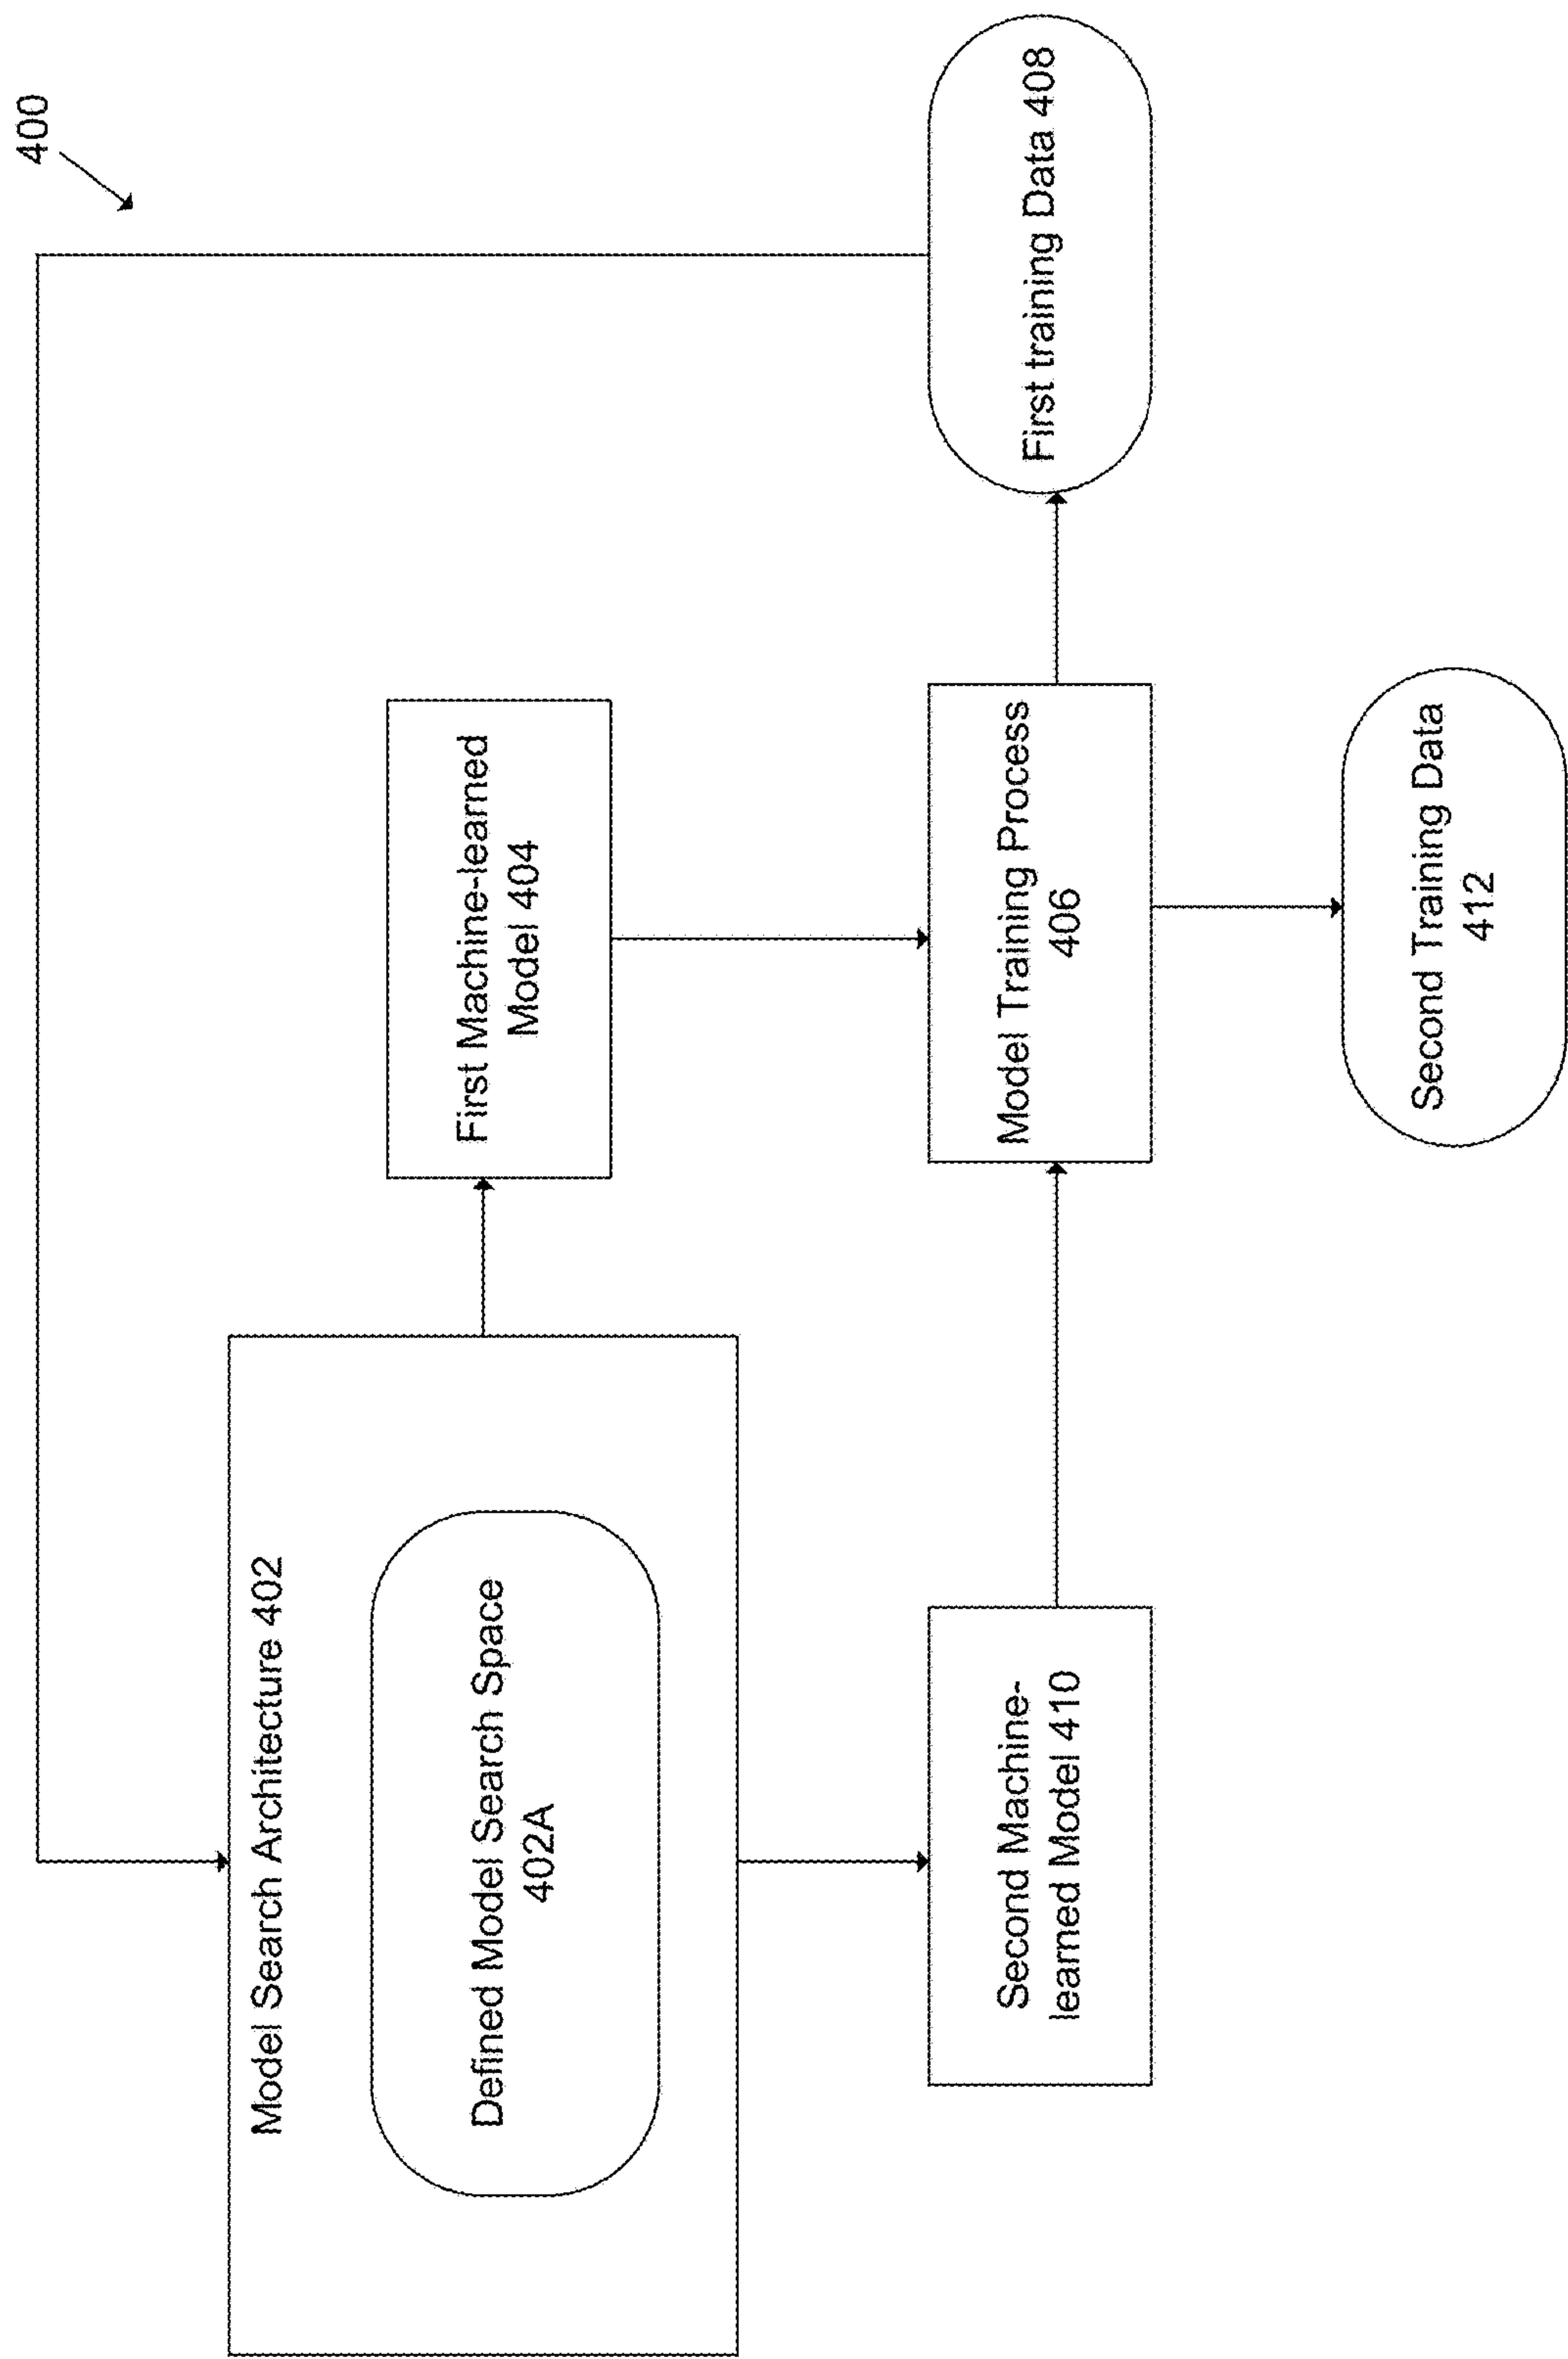 400
Model Search Architecture 402
Defined Model Search Space
402A
First Machine-learned
Model 404
Second Machine-
learned Model 410
Model Training Process
406
First training Data 408
Second Training Data
412